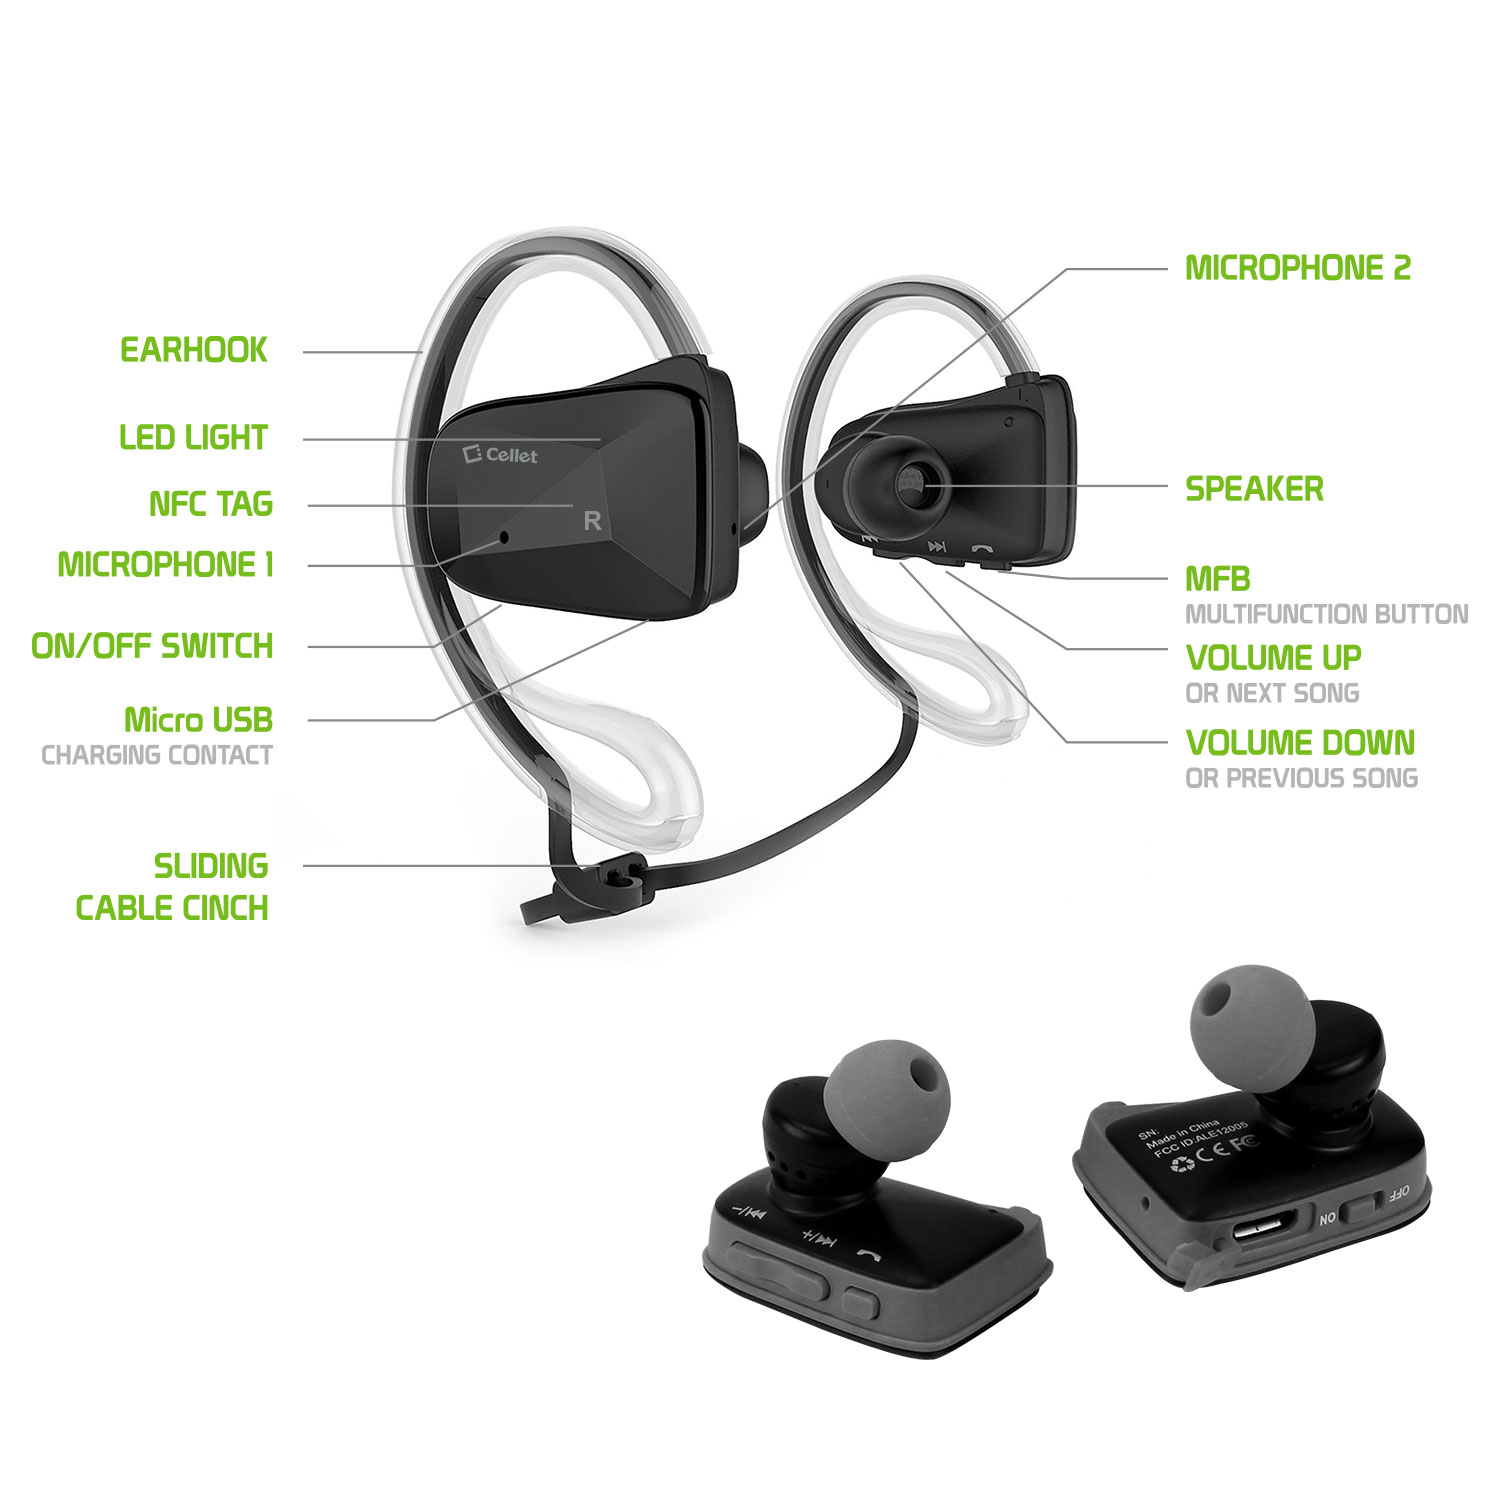 EARHOOK
LED LIGHT
NFC TAG
MICROPHONE 1
ON/OFF SWITCH
Micro USB
CHARGING CONTACT
SLIDING
CABLE CINCH
Cellet
R
MICROPHONE 2
SPEAKER
MFB
MULTIFUNCTION BUTTON
VOLUME UP
OR NEXT SONG
VOLUME DOWN
OR PREVIOUS SONG
SN:
Made in China
FCC ID:ALE12005
CE FC
ON OFF